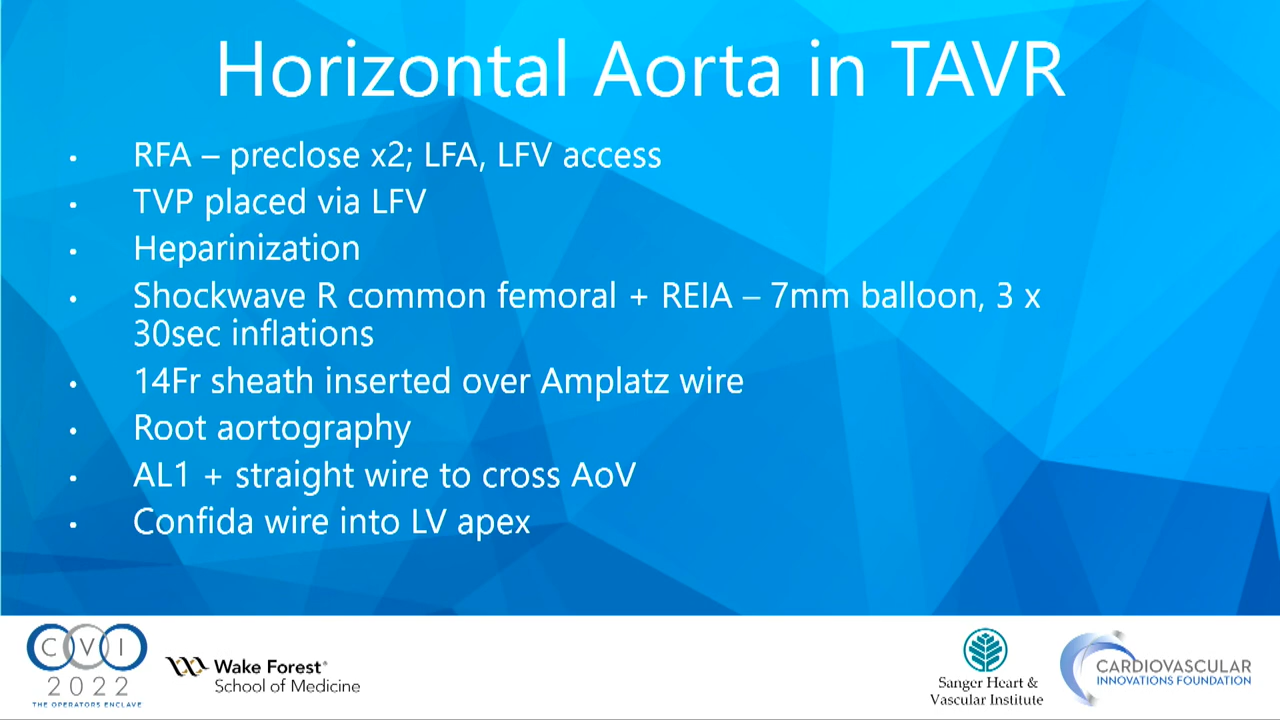 Horizontal Aorta in TAVR
• RFA – preclose x2; LFA, LFV access
• TVP placed via LFV
• Heparinization
• Shockwave R common femoral + REIA – 7mm balloon, 3 x
30sec inflations
• 14Fr sheath inserted over Amplatz wire
• Root aortography
• AL1 + straight wire to cross AoV
• Confida wire into LV apex
CVI
2022
THE OPERATORS ENCLAVE
Wake Forest®
School of Medicine
Sanger Heart &
Vascular Institute
CARDIOVASCULAR
INNOVATIONS FOUNDATION